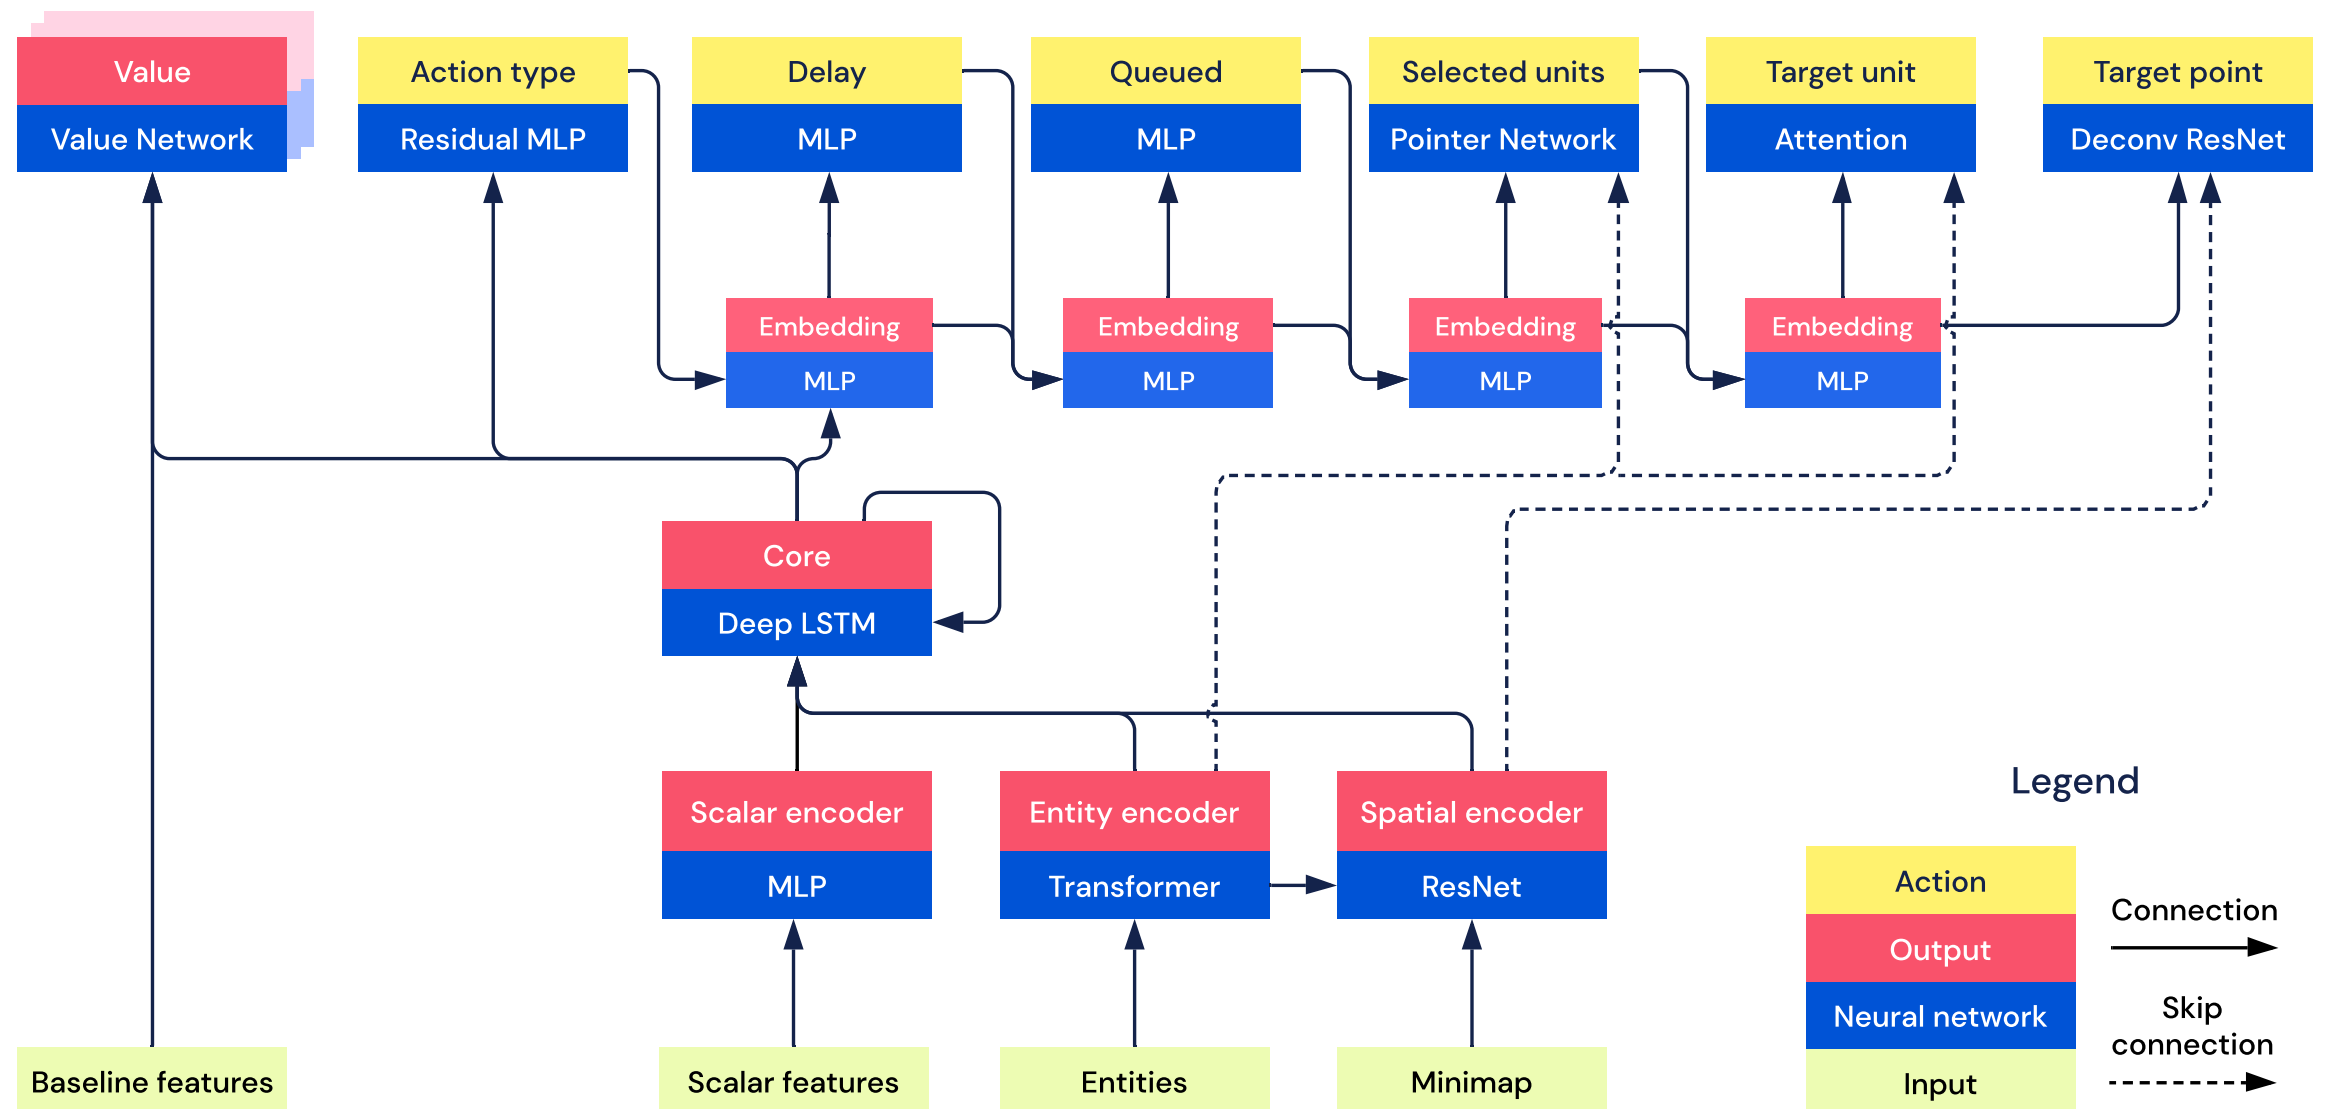 Value
Value Network
Action type
Residual MLP
Delay
MLP
Queued
MLP
Selected units
Pointer Network
Target unit
Attention
Target point
Deconv ResNet
Embedding
MLP
Embedding
MLP
Embedding
MLP
Embedding
MLP
Core
Deep LSTM
Scalar encoder
MLP
Entity encoder
Transformer
Spatial encoder
ResNet
Baseline features
Scalar features
Entities
Minimap
Legend
Action
Output
Neural network
Input
Connection
Skip
connection